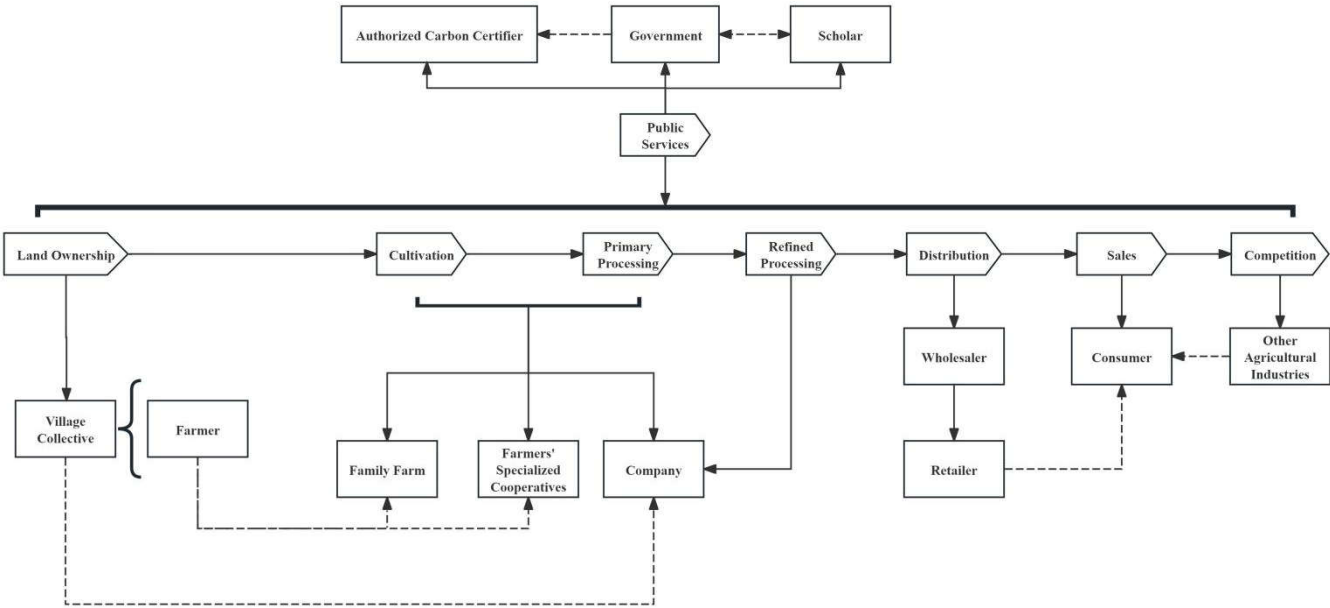 Authorized Carbon Certifier
Government
Scholar
Public
Services
Land Ownership
Cultivation
Primary
Processing
Refined
Processing
Distribution
Sales
Competition
Wholesaler
Consumer
Other
Agricultural
Industries
Village
Collective
Farmer
Family Farm
Farmers'
Specialized
Cooperatives
Company
Retailer